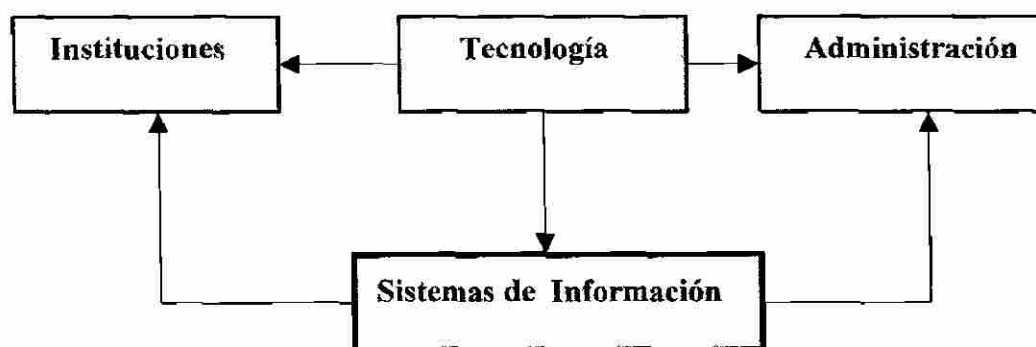 Instituciones
Tecnología
Administración
Sistemas de Información